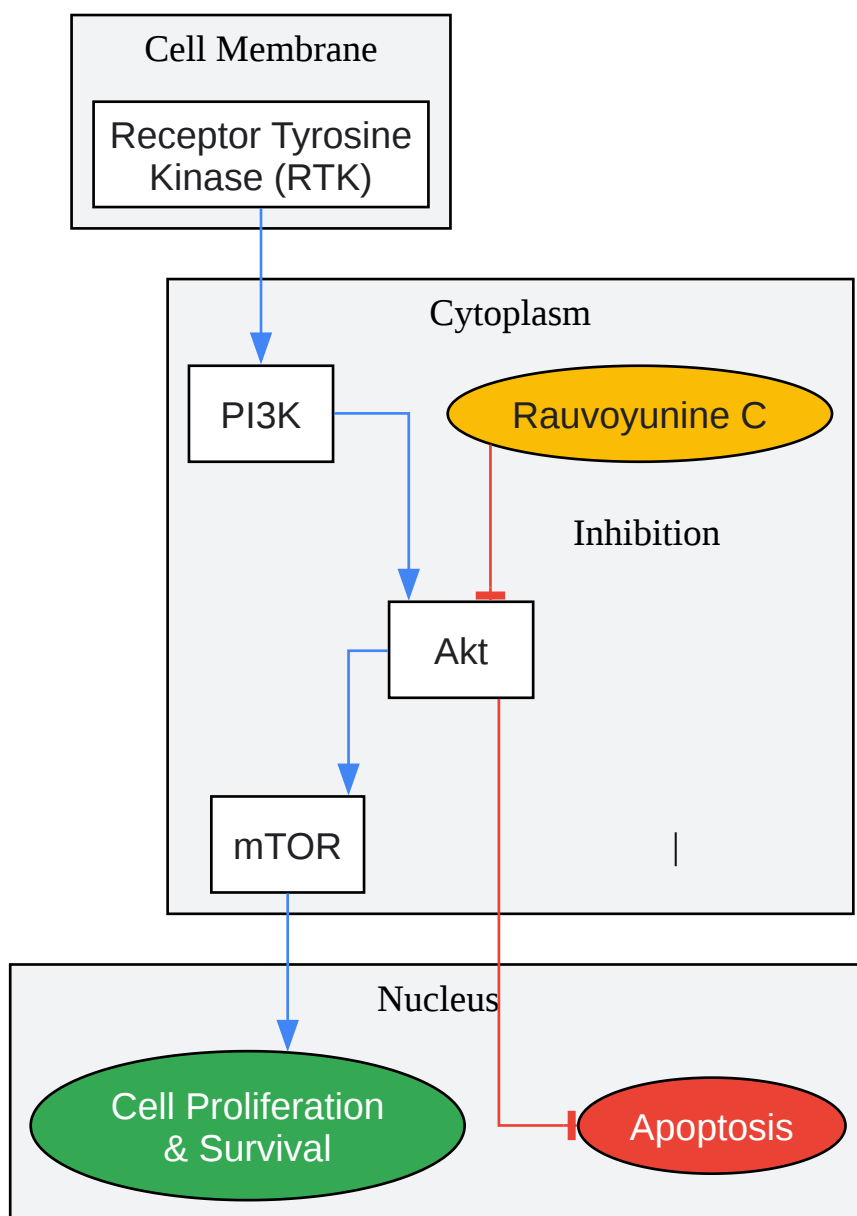 Cell Membrane
Receptor Tyrosine
Kinase (RTK)
Cytoplasm
PI3K
Rauvoyunine C
Inhibition
Akt
mTOR
|
Nucleus
Cell Proliferation
& Survival
Apoptosis